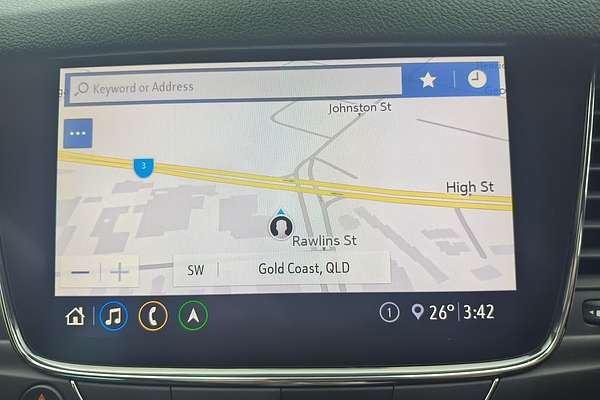 Keyword or Address
Johnston St
3
High St
Rawlins St
SW
Gold Coast, QLD
1 26° 3:42